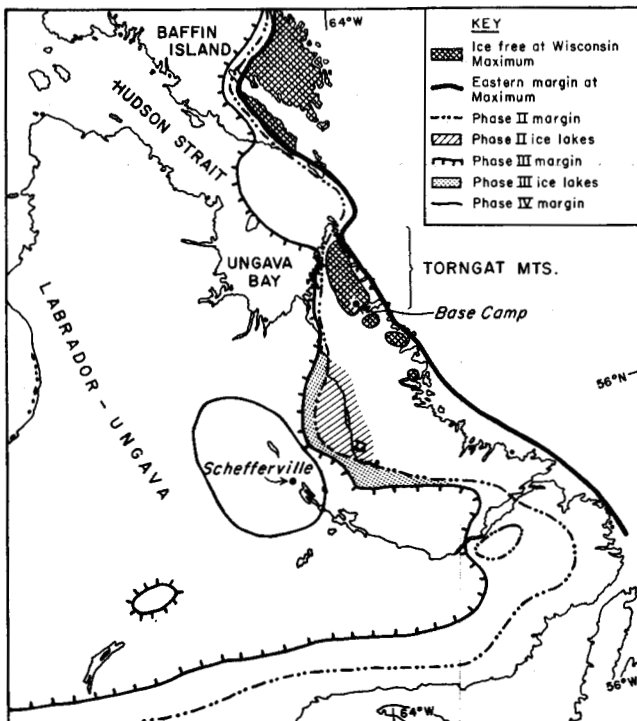 64°W
BAFFIN
ISLAND
HUDSON STRAIT
KEY
Ice free at Wisconsin
Maximum
Eastern margin at
Maximum
Phase II margin
Phase II ice lakes
Phase III margin
Phase III ice lakes
Phase IV margin
UNGAVA
BAY
TORNGAT MTS.
Base Camp
LABRADOR - UNGAVA
56°N
Schefferville
56°W
64°W